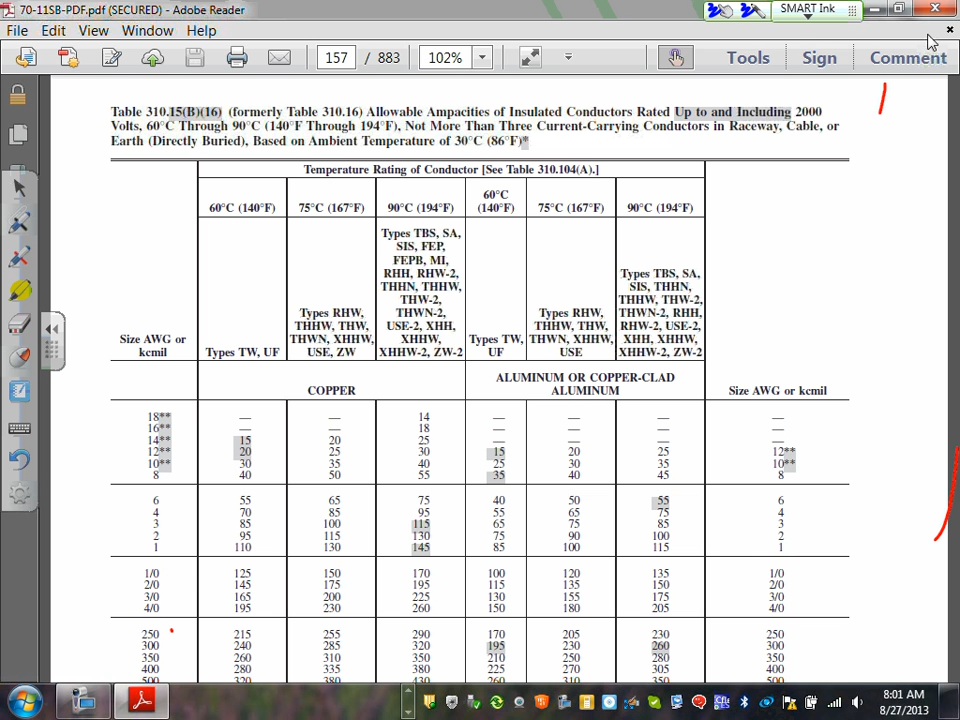 70-11SB-PDF.pdf (SECURED) - Adobe Reader
SMART Ink
File Edit View Window Help
157 / 883 102% Tools Sign Comment
Table 310.15(B)(16) (formerly Table 310.16) Allowable Ampacities of Insulated Conductors Rated Up to and Including 2000
Volts, 60°C Through 90°C (140°F Through 194°F), Not More Than Three Current-Carrying Conductors in Raceway, Cable, or
Earth (Directly Buried), Based on Ambient Temperature of 30°C (86°F)*
Temperature Rating of Conductor [See Table 310.104(A).]
60°C (140°F) 75°C (167°F) 90°C (194°F) 60°C (140°F) 75°C (167°F) 90°C (194°F)
Size AWG or kcmil
Types TW, UF
Types RHW, THHW, THW, THWN, XHHW, USE, ZW
Types TBS, SA, SIS, FEP, FEPB, MI, RHH, RHW-2, THHN, THHW, THW-2, THWN-2, USE-2, XHH, XHHW, XHHW-2, ZW-2
Types TW, UF
Types RHW, THHW, THW, THWN, XHHW, USE
Types TBS, SA, SIS, THHN, THHW, THW-2, THWN-2, RHH, RHW-2, USE-2, XHH, XHHW, XHHW-2, ZW-2
COPPER
ALUMINUM OR COPPER-CLAD ALUMINUM
Size AWG or kcmil
18** — — 14 — — — —
16** — — 18 — — — —
14** 15 20 25 — — — —
12** 20 25 30 15 20 25 12**
10** 30 35 40 25 30 35 10**
8 40 50 55 35 40 45 8
6 55 65 75 40 50 55 6
4 70 85 95 55 65 75 4
3 85 100 115 65 75 85 3
2 95 115 130 75 90 100 2
1 110 130 145 85 100 115 1
1/0 125 150 170 100 120 135 1/0
2/0 145 175 195 115 135 150 2/0
3/0 165 200 225 130 155 175 3/0
4/0 195 230 260 150 180 205 4/0
250 215 255 290 170 205 230 250
300 240 285 320 195 230 260 300
350 260 310 350 210 250 280 350
400 280 335 380 225 270 305 400
500 320 380 430 260 310 350 500
8:01 AM
8/27/2013